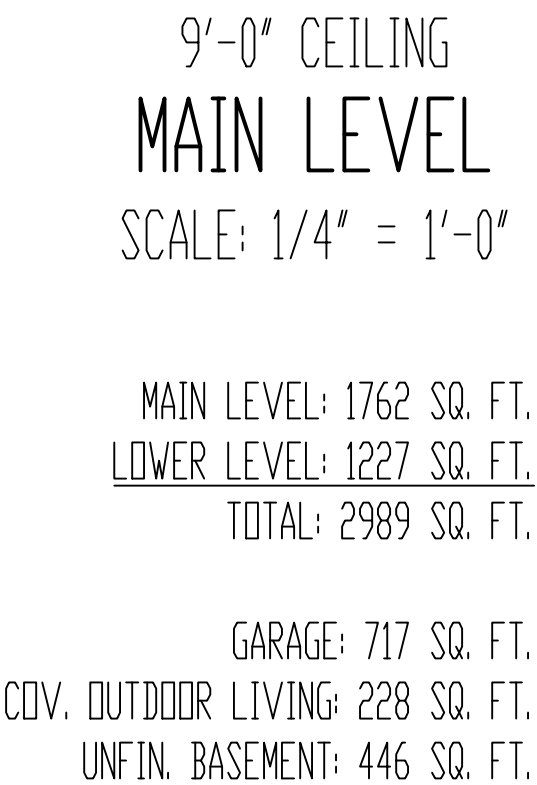 9'-0" CEILING
MAIN LEVEL
SCALE: 1/4" = 1'-0"
MAIN LEVEL: 1762 SQ. FT.
LOWER LEVEL: 1227 SQ. FT.
TOTAL: 2989 SQ. FT.
GARAGE: 717 SQ. FT.
COV. OUTDOOR LIVING: 228 SQ. FT.
UNFIN. BASEMENT: 446 SQ. FT.